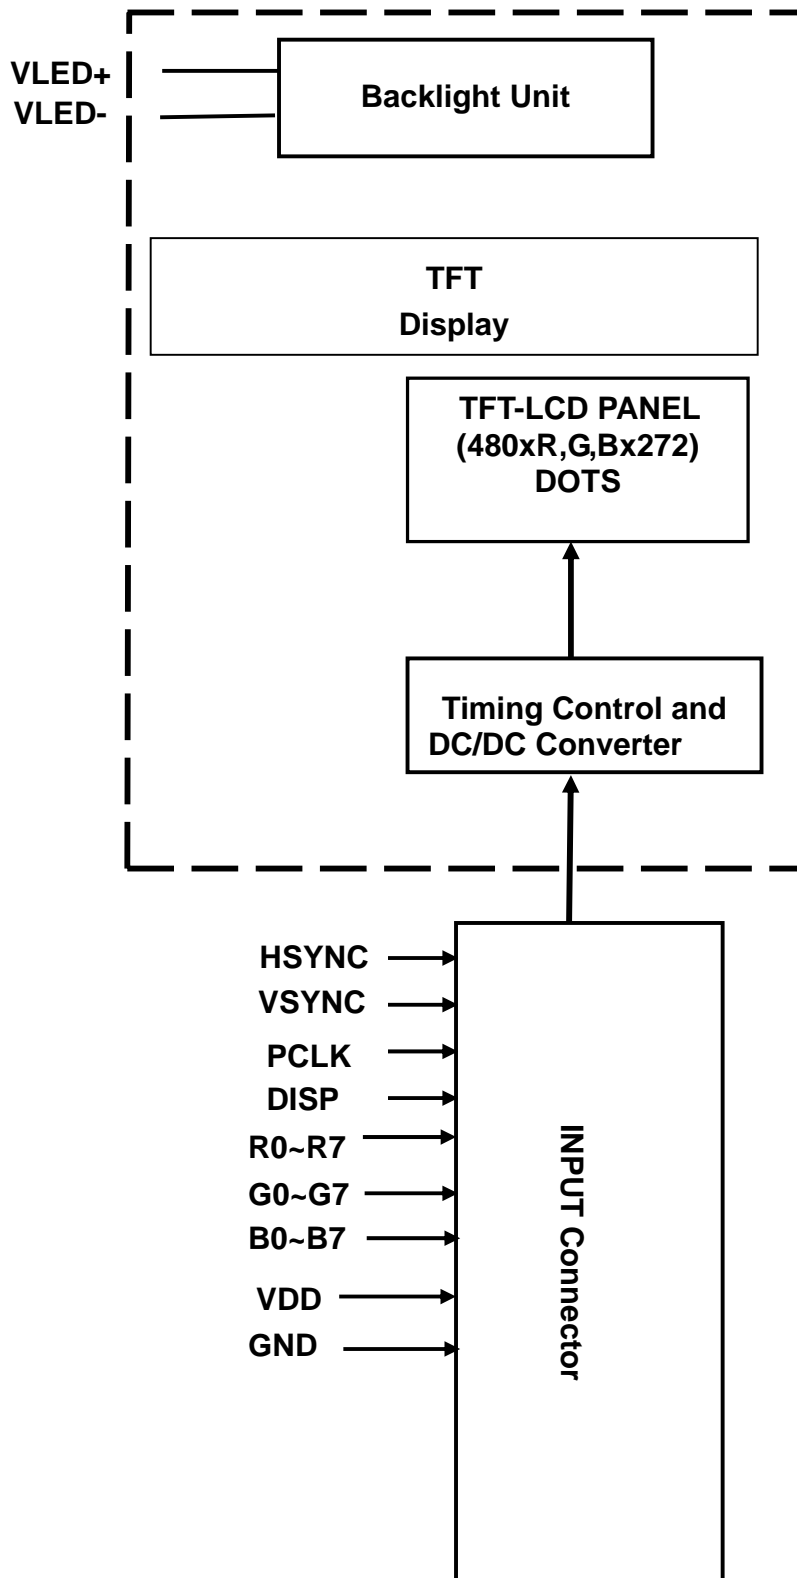 VLED+
VLED-
Backlight Unit
TFT
Display
TFT-LCD PANEL
(480xR,G,Bx272)
DOTS
Timing Control and
DC/DC Converter
HSYNC
VSYNC
PCLK
DISP
R0~R7
G0~G7
B0~B7
VDD
GND
INPUT Connector